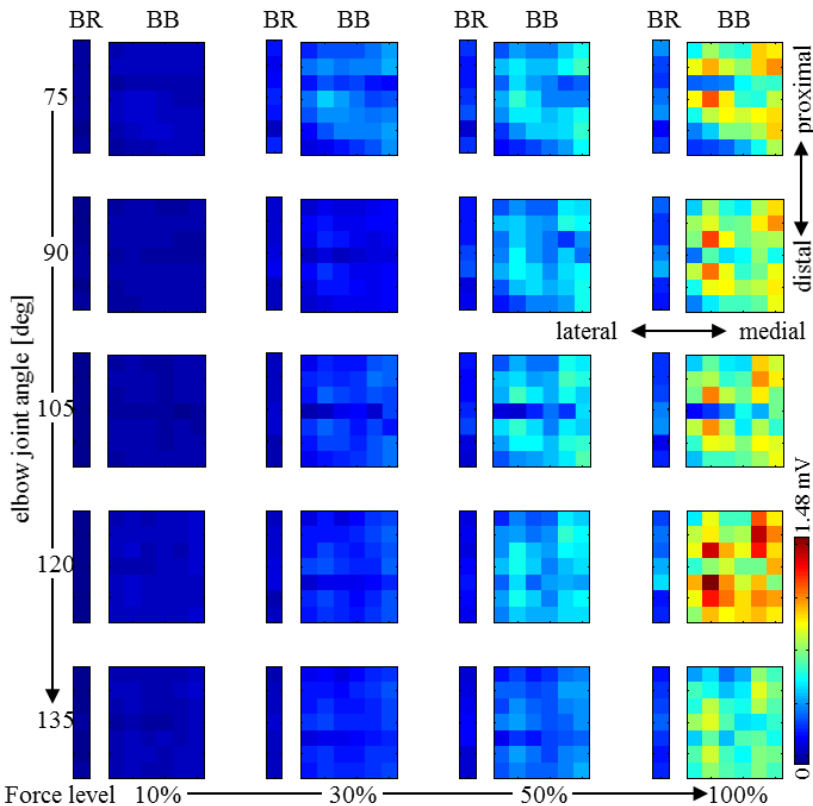 BR BB BR BB BR BB BR BB
75
90
105
120
135
elbow joint angle [deg]
proximal
distal
lateral medial
1.48 mV
0
Force level 10% 30% 50% 100%